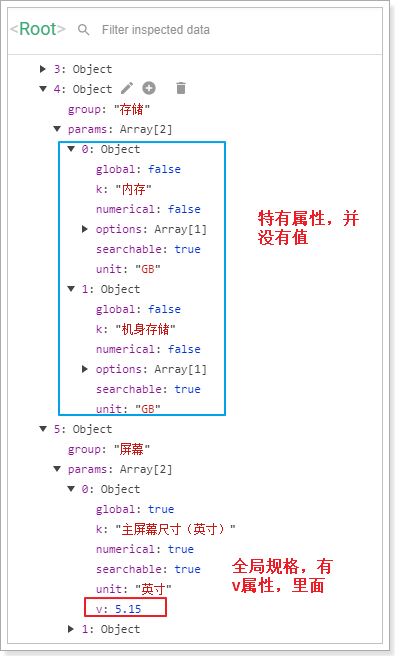 <Root> Filter inspected data
3: Object
4: Object
group: "存储"
params: Array[2]
0: Object
global: false
k: "内存"
numerical: false
options: Array[1]
searchable: true
unit: "GB"
1: Object
global: false
k: "机身存储"
numerical: false
options: Array[1]
searchable: true
unit: "GB"
特有属性，并
没有值
5: Object
group: "屏幕"
params: Array[2]
0: Object
global: true
k: "主屏幕尺寸（英寸）"
numerical: true
searchable: true
unit: "英寸"
v: 5.15
1: Object
全局规格，有
v属性，里面